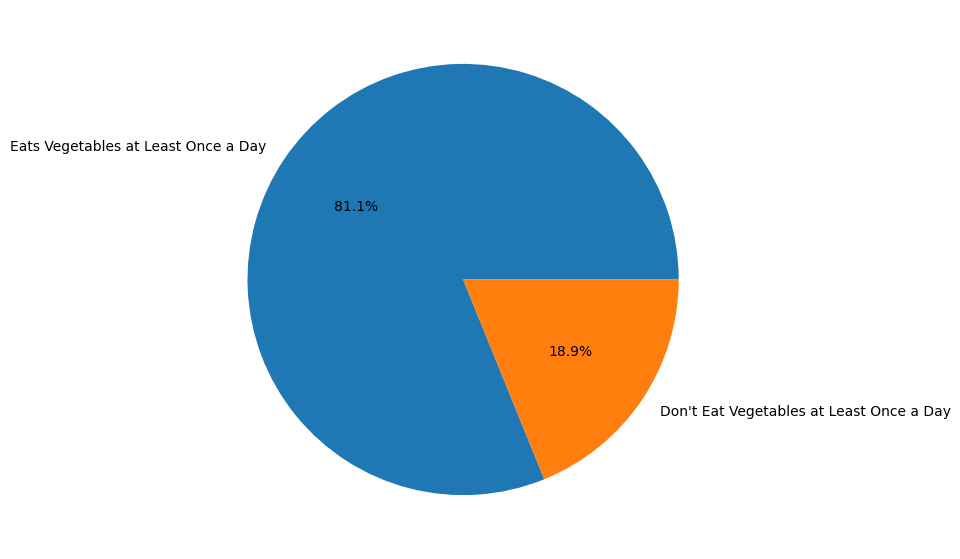 Eats Vegetables at Least Once a Day
81.1%
18.9%
Don't Eat Vegetables at Least Once a Day